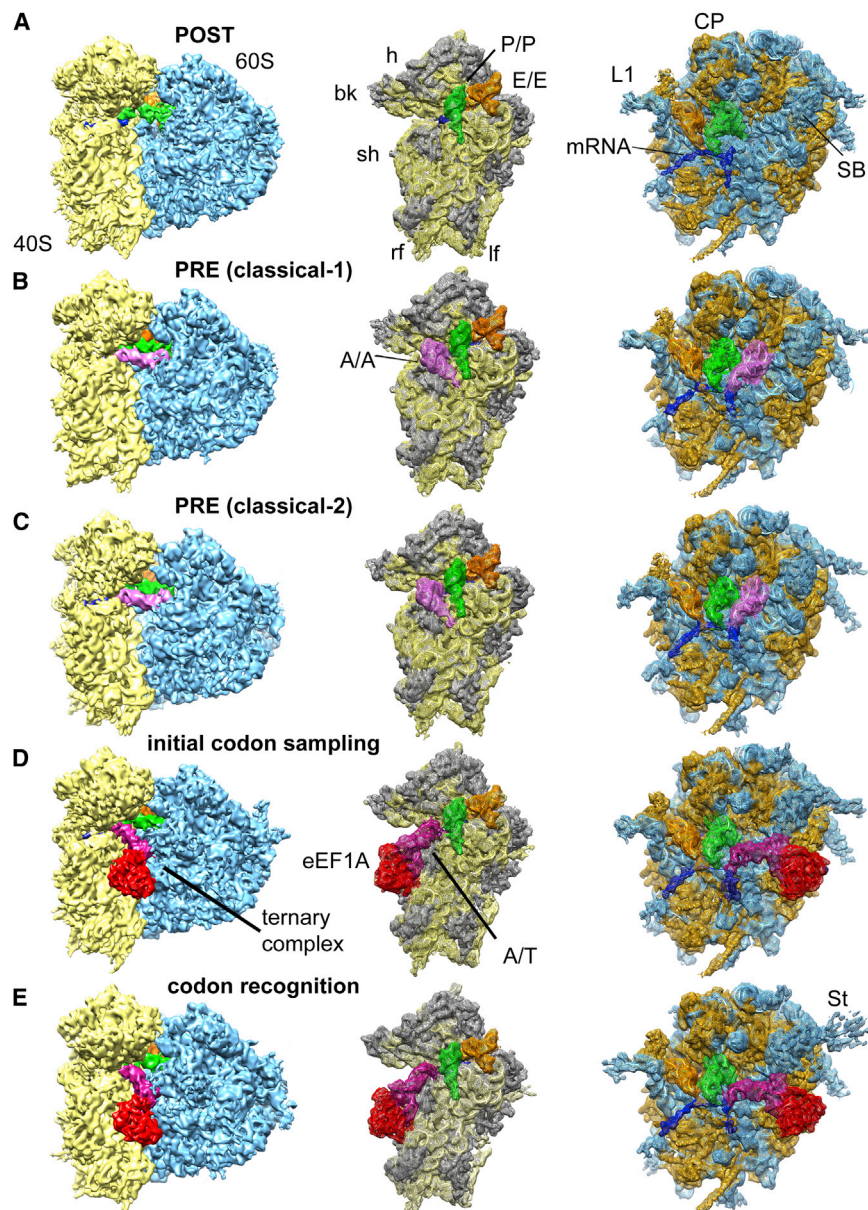 A
POST
60S
40S
h
bk
sh
rf
lf
P/P
E/E
CP
L1
mRNA
SB
B
PRE (classical-1)
A/A
C
PRE (classical-2)
D
initial codon sampling
ternary
complex
eEF1A
A/T
E
codon recognition
St